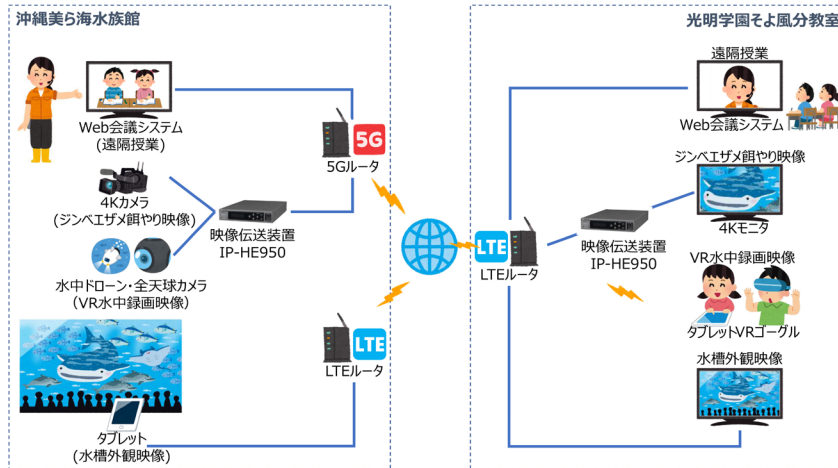 沖縄美ら海水族館
Web会議システム
(遠隔授業)
5G
5Gルータ
4Kカメラ
(ジンベエザメ餌やり映像)
映像伝送装置
IP-HE950
水中ドローン・全天球カメラ
(VR水中録画映像)
LTE
LTEルータ
タブレット
(水槽外観映像)
光明学園そよ風分教室
遠隔授業
Web会議システム
ジンベエザメ餌やり映像
4Kモニタ
LTE
LTEルータ
映像伝送装置
IP-HE950
VR水中録画映像
タブレットVRゴーグル
水槽外観映像